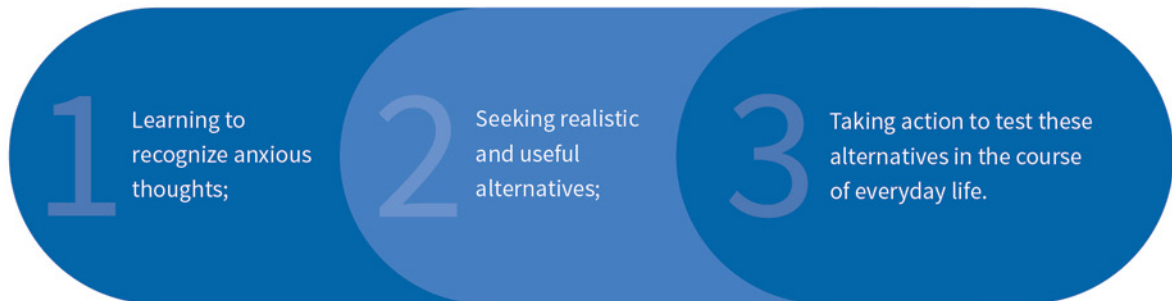 1
Learning to
recognize anxious
thoughts;
2
Seeking realistic
and useful
alternatives;
3
Taking action to test these
alternatives in the course
of everyday life.